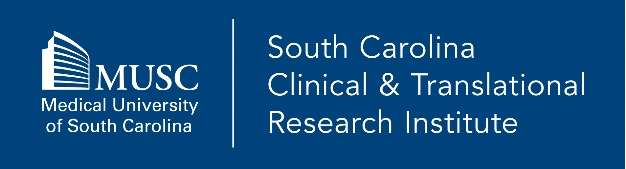 MUSC
Medical University
of South Carolina
South Carolina
Clinical & Translational
Research Institute